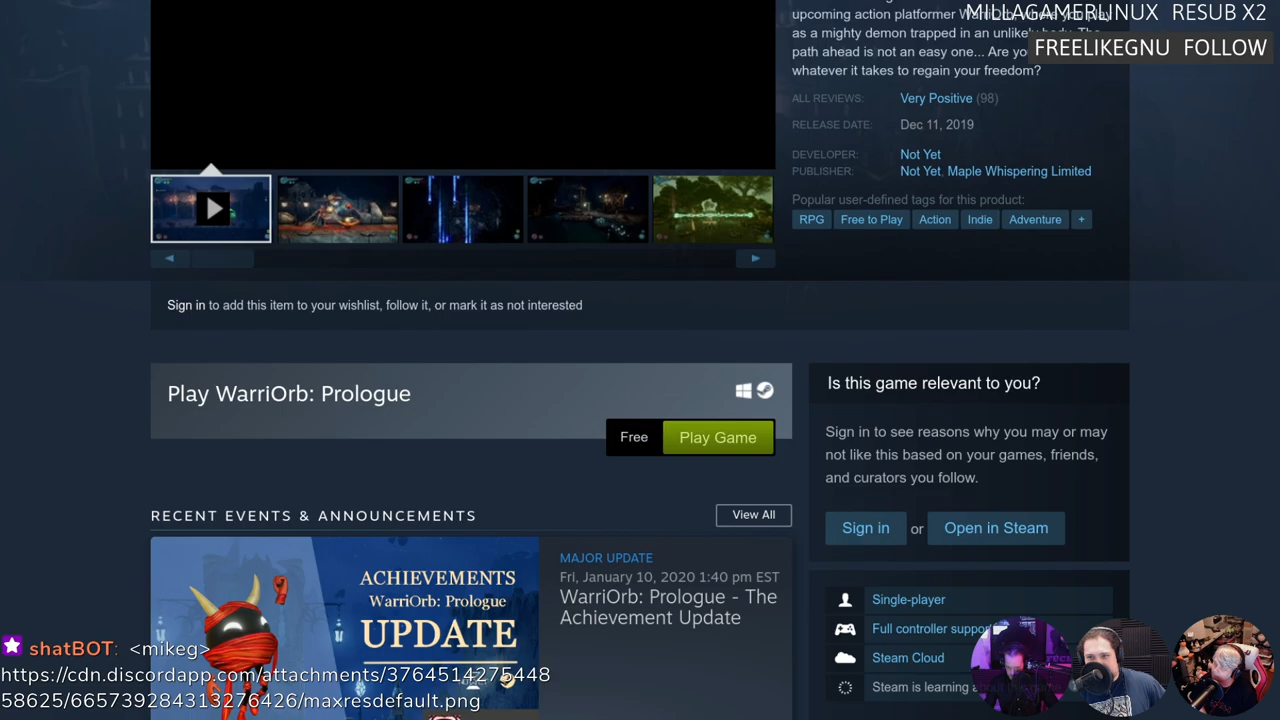 MILLAGAMERLINUX RESUB X2
upcoming action platformer WarriOrb, where you play
as a mighty demon trapped in an unlikely body. The
FREELIKEGNU FOLLOW
path ahead is not an easy one... Are you
whatever it takes to regain your freedom?
ALL REVIEWS: Very Positive (98)
RELEASE DATE: Dec 11, 2019
DEVELOPER: Not Yet
PUBLISHER: Not Yet, Maple Whispering Limited
Popular user-defined tags for this product:
RPG Free to Play Action Indie Adventure +
Sign in to add this item to your wishlist, follow it, or mark it as not interested
Play WarriOrb: Prologue
Free Play Game
Is this game relevant to you?
Sign in to see reasons why you may or may
not like this based on your games, friends,
and curators you follow.
Sign in or Open in Steam
RECENT EVENTS & ANNOUNCEMENTS View All
ACHIEVEMENTS
WarriOrb: Prologue
UPDATE
MAJOR UPDATE
Fri, January 10, 2020 1:40 pm EST
WarriOrb: Prologue - The
Achievement Update
Single-player
Full controller support
Steam Cloud
Steam is learning about this game
shatBOT: <mikeg>
https://cdn.discordapp.com/attachments/3764514275448
58625/665739284313276426/maxresdefault.png